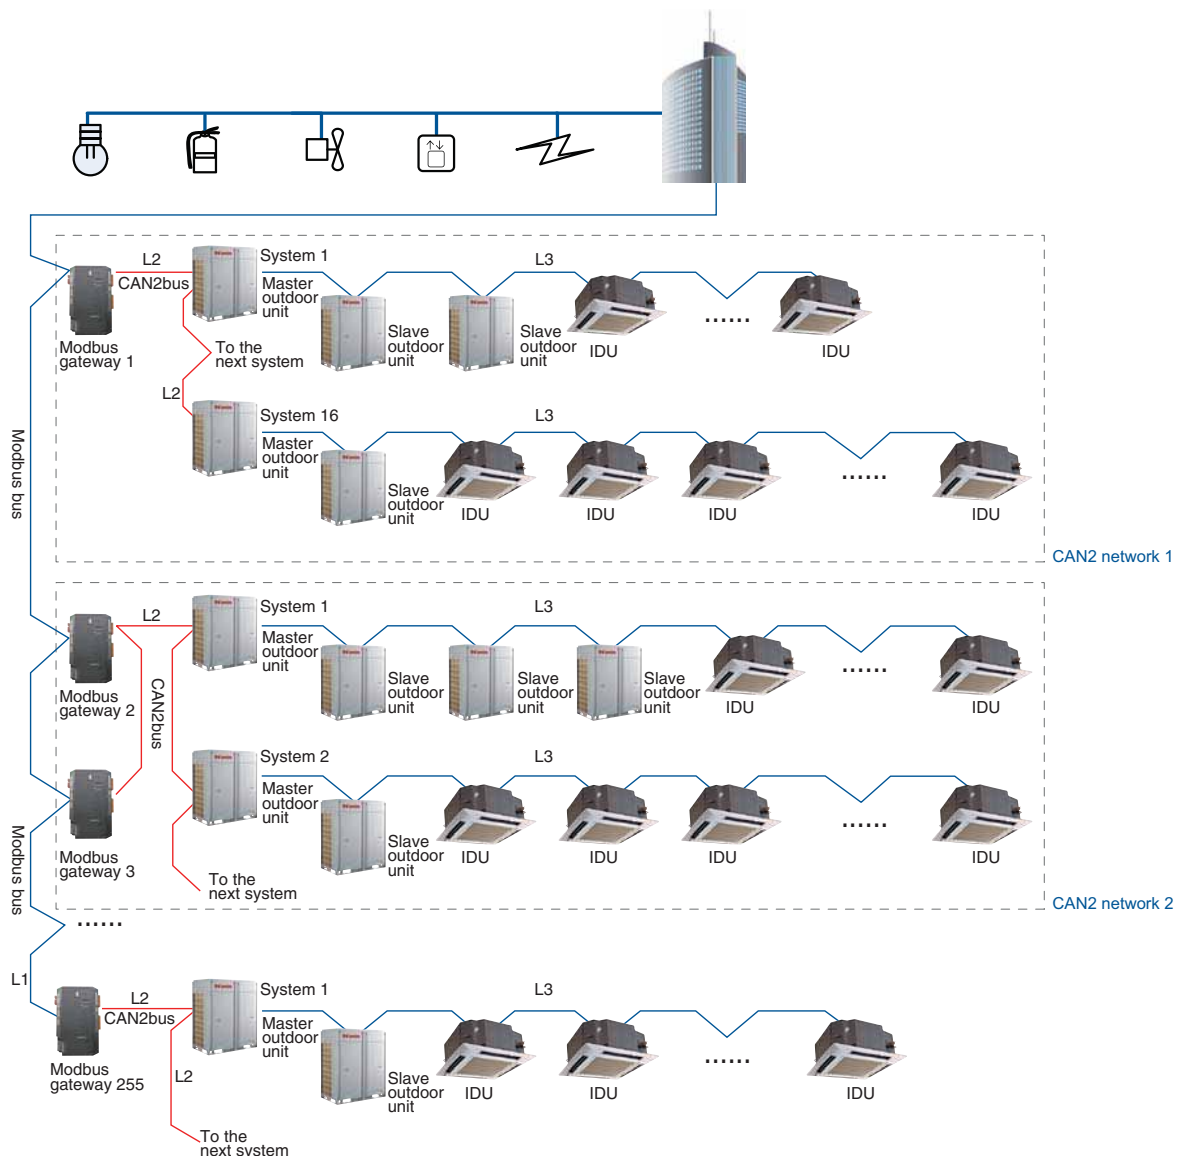 L2
CAN2bus
System 1
Master
outdoor
unit
L3
Slave
outdoor
unit
Slave
outdoor
unit
IDU
......
IDU
Modbus
gateway 1
To the
next system
L2
System 16
Master
outdoor
unit
L3
Slave
outdoor
unit
IDU
IDU
IDU
......
IDU
Modbus bus
CAN2 network 1
L2
System 1
Master
outdoor
unit
L3
Slave
outdoor
unit
Slave
outdoor
unit
Slave
outdoor
unit
IDU
......
IDU
Modbus
gateway 2
CAN2bus
System 2
Master
outdoor
unit
L3
Slave
outdoor
unit
IDU
IDU
IDU
......
IDU
Modbus
gateway 3
To the
next system
Modbus bus
CAN2 network 2
......
L1
L2
CAN2bus
System 1
Master
outdoor
unit
L3
Slave
outdoor
unit
IDU
IDU
......
IDU
Modbus
gateway 255
L2
To the
next system